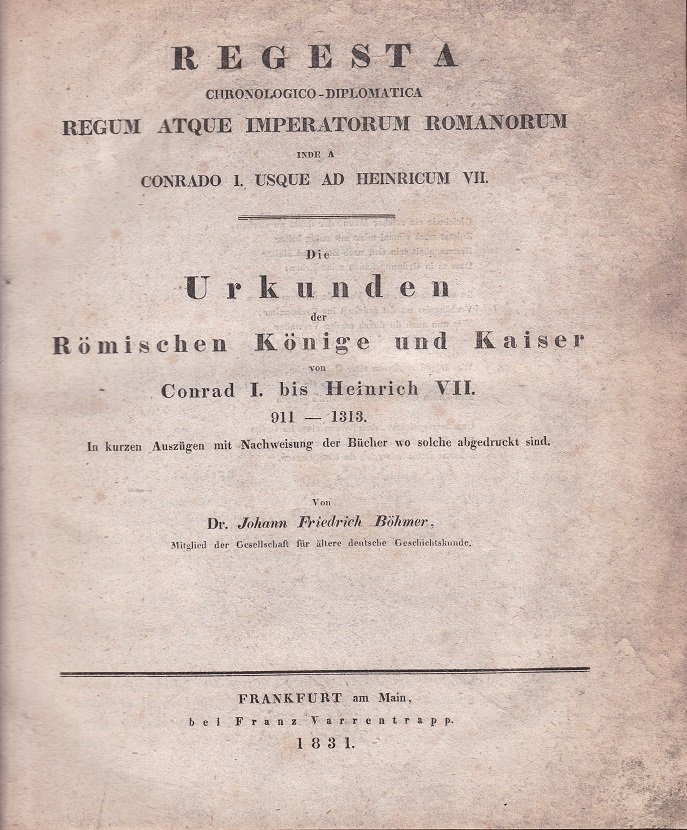 REGESTA
CHRONOLOGICO-DIPLOMATICA
REGUM ATQUE IMPERATORUM ROMANORUM
INDE A
CONRADO I. USQUE AD HEINRICUM VII.
Die
Urkunden
der
Römischen Könige und Kaiser
von
Conrad I. bis Heinrich VII.
911 — 1313.
In kurzen Auszügen mit Nachweisung der Bücher wo solche abgedruckt sind.
Von
Dr. Johann Friedrich Böhmer,
Mitglied der Gesellschaft für ältere deutsche Geschichtskunde.
FRANKFURT am Main,
bei Franz Varrentrapp.
1831.